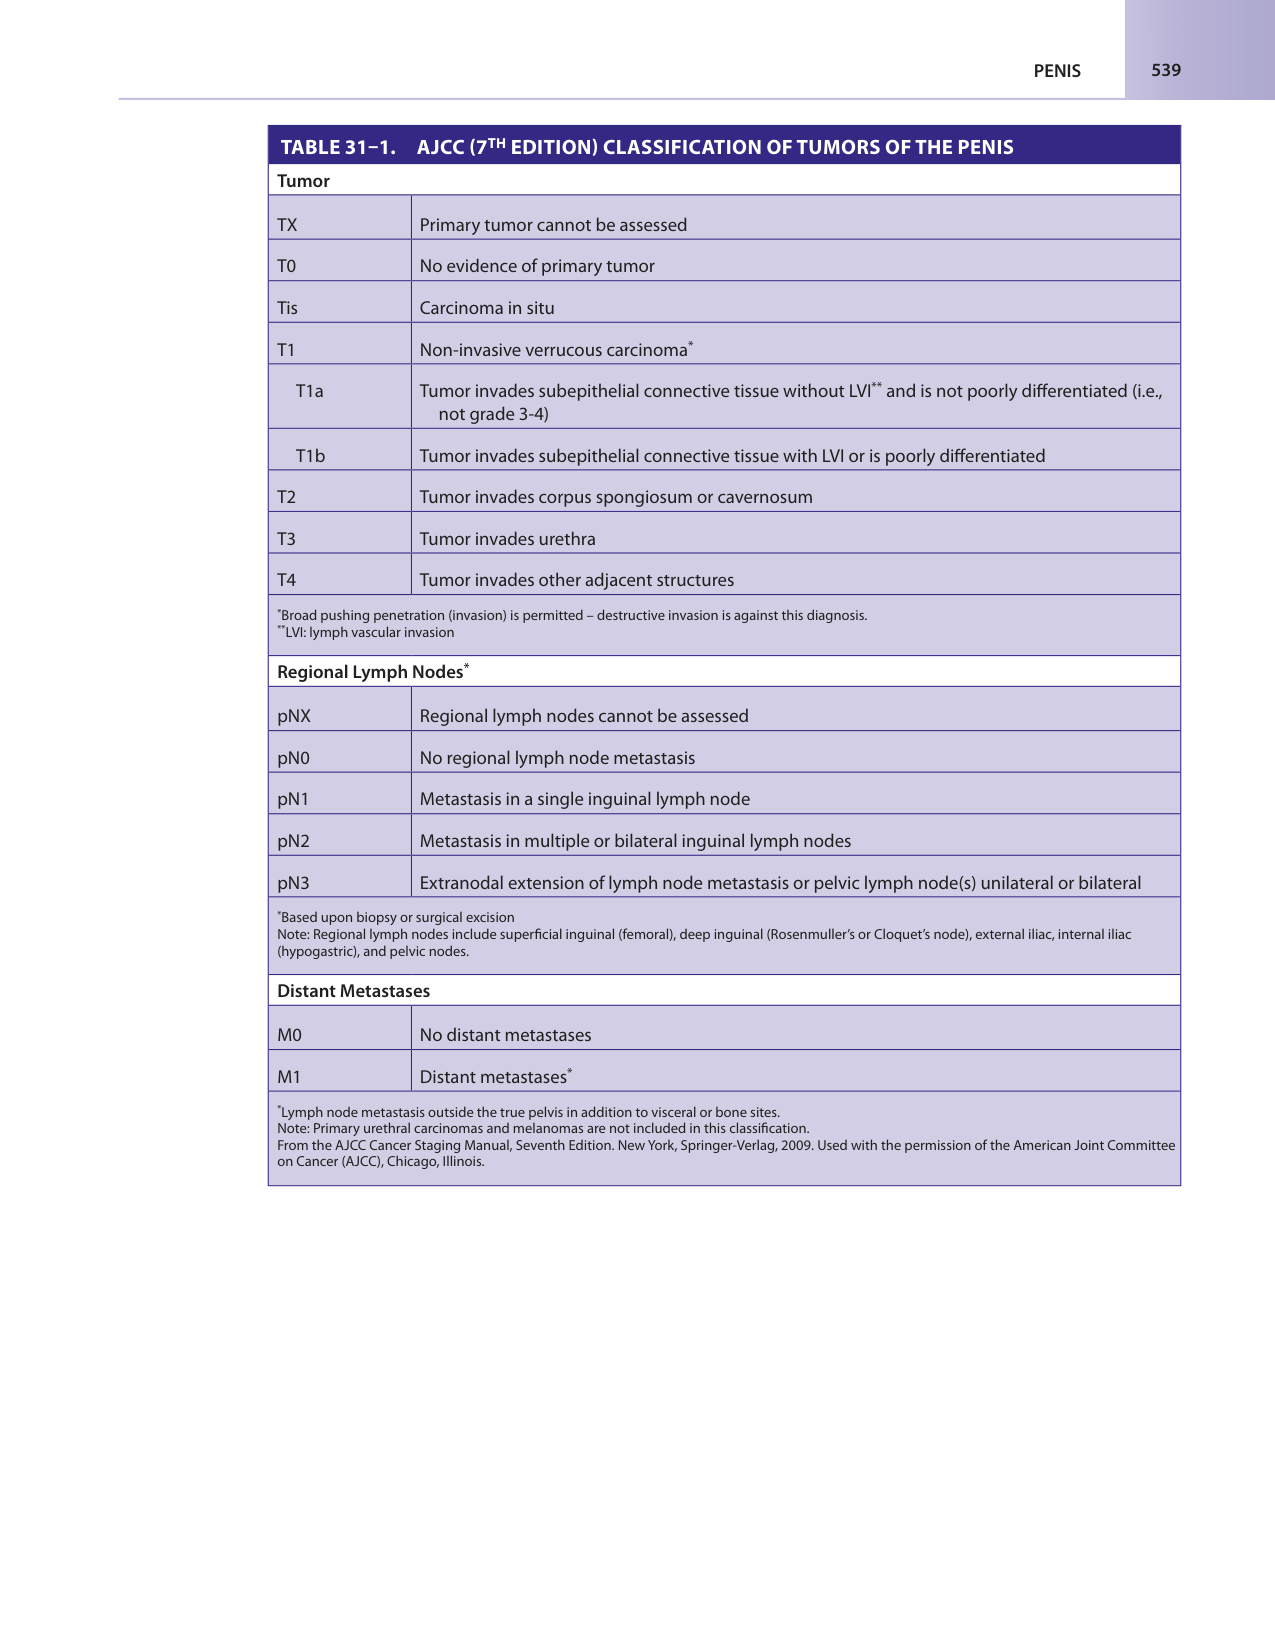 PENIS 539
TABLE 31–1. AJCC (7TH EDITION) CLASSIFICATION OF TUMORS OF THE PENIS
Tumor
TX Primary tumor cannot be assessed
T0 No evidence of primary tumor
Tis Carcinoma in situ
T1 Non-invasive verrucous carcinoma*
T1a Tumor invades subepithelial connective tissue without LVI** and is not poorly differentiated (i.e.,
not grade 3-4)
T1b Tumor invades subepithelial connective tissue with LVI or is poorly differentiated
T2 Tumor invades corpus spongiosum or cavernosum
T3 Tumor invades urethra
T4 Tumor invades other adjacent structures
*Broad pushing penetration (invasion) is permitted – destructive invasion is against this diagnosis.
**LVI: lymph vascular invasion
Regional Lymph Nodes*
pNX Regional lymph nodes cannot be assessed
pN0 No regional lymph node metastasis
pN1 Metastasis in a single inguinal lymph node
pN2 Metastasis in multiple or bilateral inguinal lymph nodes
pN3 Extranodal extension of lymph node metastasis or pelvic lymph node(s) unilateral or bilateral
*Based upon biopsy or surgical excision
Note: Regional lymph nodes include superficial inguinal (femoral), deep inguinal (Rosenmuller’s or Cloquet’s node), external iliac, internal iliac
(hypogastric), and pelvic nodes.
Distant Metastases
M0 No distant metastases
M1 Distant metastases*
*Lymph node metastasis outside the true pelvis in addition to visceral or bone sites.
Note: Primary urethral carcinomas and melanomas are not included in this classification.
From the AJCC Cancer Staging Manual, Seventh Edition. New York, Springer-Verlag, 2009. Used with the permission of the American Joint Committee
on Cancer (AJCC), Chicago, Illinois.